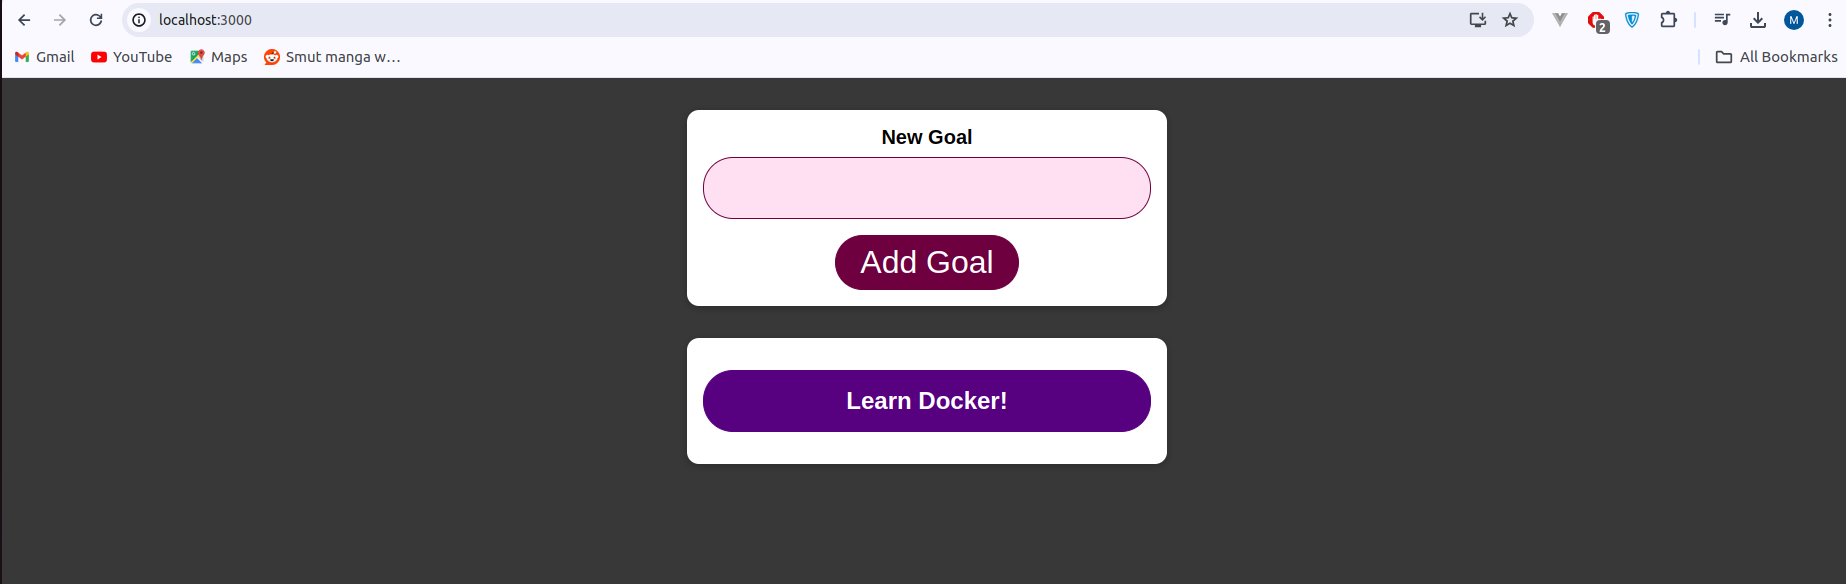 localhost:3000
2
M
Gmail YouTube Maps Smut manga w... All Bookmarks
New Goal
Add Goal
Learn Docker!